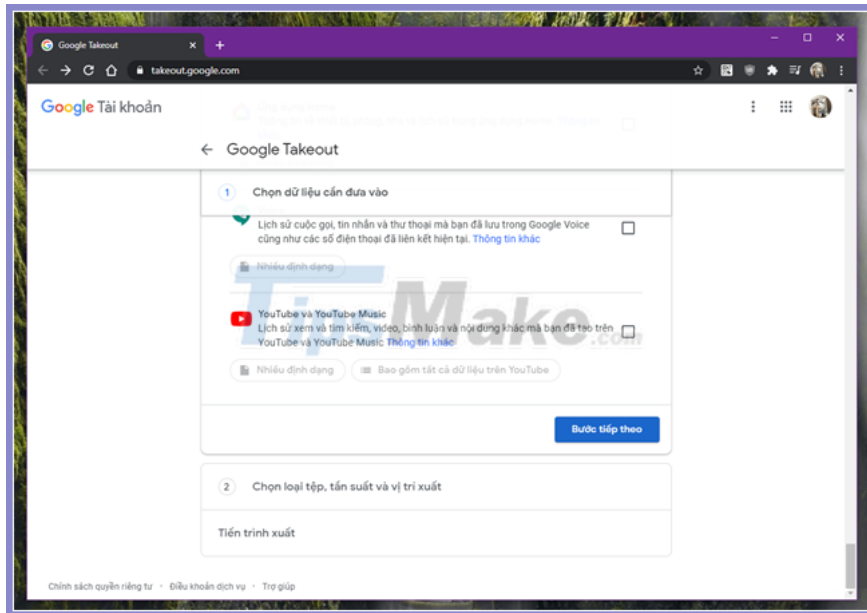 Google Takeout
takeout.google.com
Google Tài khoản
Google Takeout
1 Chọn dữ liệu cần đưa vào
Lịch sử cuộc gọi, tin nhắn và thư thoại mà bạn đã lưu trong Google Voice
cũng như các số điện thoại đã liên kết hiện tại. Thông tin khác
Nhiều định dạng
TipsMake.com
YouTube và YouTube Music
Lịch sử xem và tìm kiếm, video, bình luận và nội dung khác mà bạn đã tạo trên
YouTube và YouTube Music Thông tin khác
Nhiều định dạng Bao gồm tất cả dữ liệu trên YouTube
Bước tiếp theo
2 Chọn loại tệp, tần suất và vị trí xuất
Tiến trình xuất
Chính sách quyền riêng tư · Điều khoản dịch vụ · Trợ giúp